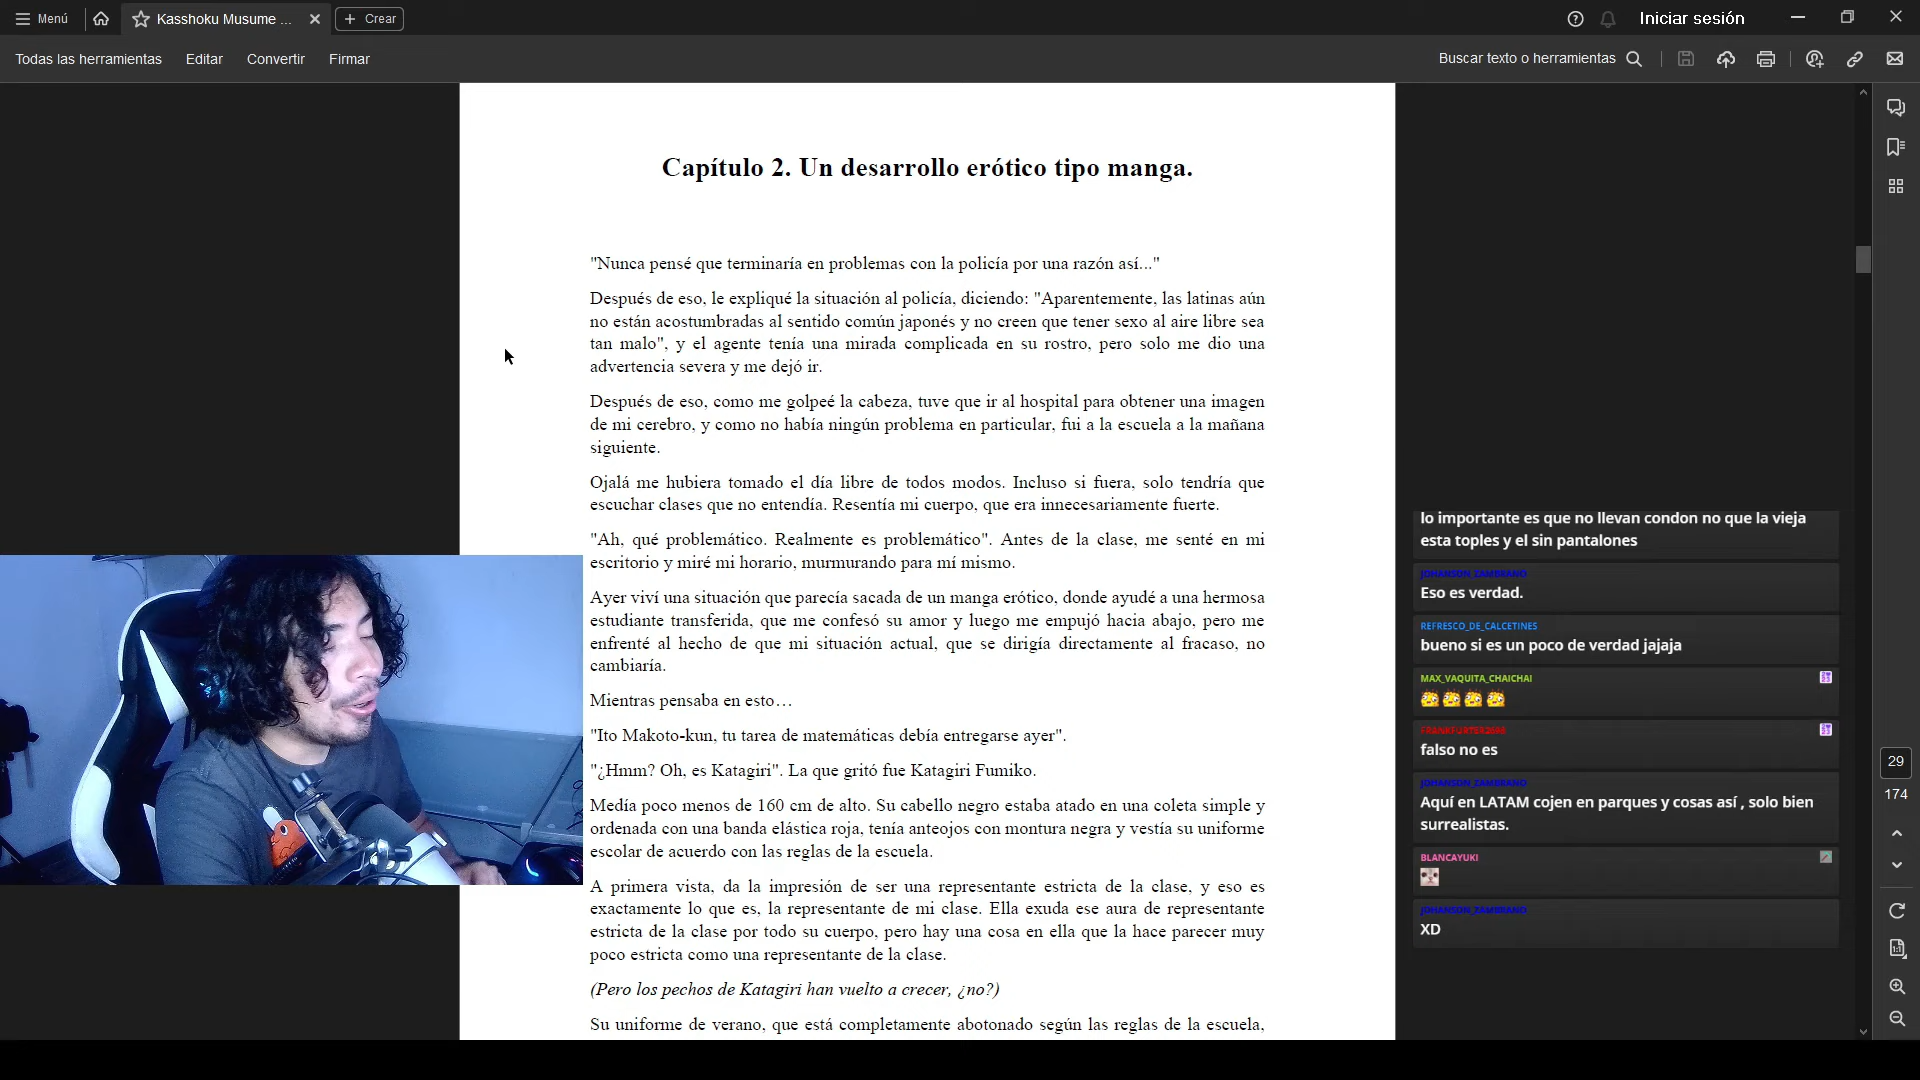 Menú
Kasshoku Musume ...
Crear
Iniciar sesión
Todas las herramientas
Editar
Convertir
Firmar
Buscar texto o herramientas
Capítulo 2. Un desarrollo erótico tipo manga.
"Nunca pensé que terminaría en problemas con la policía por una razón así..."
Después de eso, le expliqué la situación al policía, diciendo: "Aparentemente, las latinas aún
no están acostumbradas al sentido común japonés y no creen que tener sexo al aire libre sea
tan malo", y el agente tenía una mirada complicada en su rostro, pero solo me dio una
advertencia severa y me dejó ir.
Después de eso, como me golpeé la cabeza, tuve que ir al hospital para obtener una imagen
de mi cerebro, y como no había ningún problema en particular, fui a la escuela a la mañana
siguiente.
Ojalá me hubiera tomado el día libre de todos modos. Incluso si fuera, solo tendría que
escuchar clases que no entendía. Resentía mi cuerpo, que era innecesariamente fuerte.
"Ah, qué problemático. Realmente es problemático". Antes de la clase, me senté en mi
escritorio y miré mi horario, murmurando para mí mismo.
Ayer viví una situación que parecía sacada de un manga erótico, donde ayudé a una hermosa
estudiante transferida, que me confesó su amor y luego me empujó hacia abajo, pero me
enfrenté al hecho de que mi situación actual, que se dirigía directamente al fracaso, no
cambiaría.
Mientras pensaba en esto…
"Ito Makoto-kun, tu tarea de matemáticas debía entregarse ayer".
"¿Hmm? Oh, es Katagiri". La que gritó fue Katagiri Fumiko.
Medía poco menos de 160 cm de alto. Su cabello negro estaba atado en una coleta simple y
ordenada con una banda elástica roja, tenía anteojos con montura negra y vestía su uniforme
escolar de acuerdo con las reglas de la escuela.
A primera vista, da la impresión de ser una representante estricta de la clase, y eso es
exactamente lo que es, la representante de mi clase. Ella exuda ese aura de representante
estricta de la clase por todo su cuerpo, pero hay una cosa en ella que la hace parecer muy
poco estricta como una representante de la clase.
(Pero los pechos de Katagiri han vuelto a crecer, ¿no?)
Su uniforme de verano, que está completamente abotonado según las reglas de la escuela,
lo importante es que no llevan condon no que la vieja
esta toples y el sin pantalones
JOHANSON_ZAMBRANO
Eso es verdad.
REFRESCO_DE_CALCETINES
bueno si es un poco de verdad jajaja
MAX_VAQUITA_CHAICHAI
FRANKFURTER2698
falso no es
JOHANSON_ZAMBRANO
Aquí en LATAM cojen en parques y cosas así , solo bien
surrealistas.
BLANCAYUKI
JOHANSON_ZAMBRANO
XD
29
174